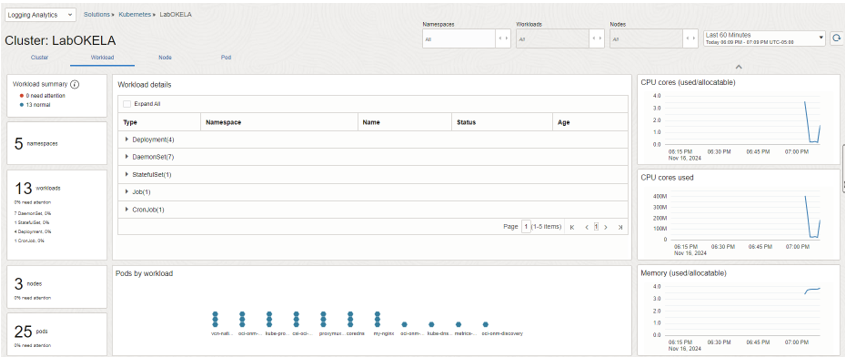 Logging Analytics
Solutions
Kubernetes
LabOKELA
Cluster: LabOKELA
Namespaces
All
Workloads
All
Nodes
All
Last 60 Minutes
Today 06:09 PM - 07:09 PM UTC-05:00
Cluster
Workload
Node
Pod
Workload summary
0 need attention
13 normal
5 namespaces
13 workloads
0% need attention
7 DaemonSet, 0%
1 StatefulSet, 0%
4 Deployment, 0%
1 CronJob, 0%
3 nodes
0% need attention
25 pods
0% need attention
Workload details
Expand All
Type Namespace Name Status Age
Deployment(4)
DaemonSet(7)
StatefulSet(1)
Job(1)
CronJob(1)
Page 1 (1-5 items) 1
Pods by workload
vcn-nati... oci-onm-... kube-pro... csi-oci-... proxymux... coredns my-nginx oci-onm-... kube-dns... metrics-... oci-onm-discovery
CPU cores (used/allocatable)
4.0
3.0
2.0
1.0
0.0
06:15 PM 06:30 PM 06:45 PM 07:00 PM
Nov 16, 2024
CPU cores used
400M
300M
200M
100M
0
06:15 PM 06:30 PM 06:45 PM 07:00 PM
Nov 16, 2024
Memory (used/allocatable)
4.0
3.0
2.0
1.0
0.0
06:15 PM 06:30 PM 06:45 PM 07:00 PM
Nov 16, 2024